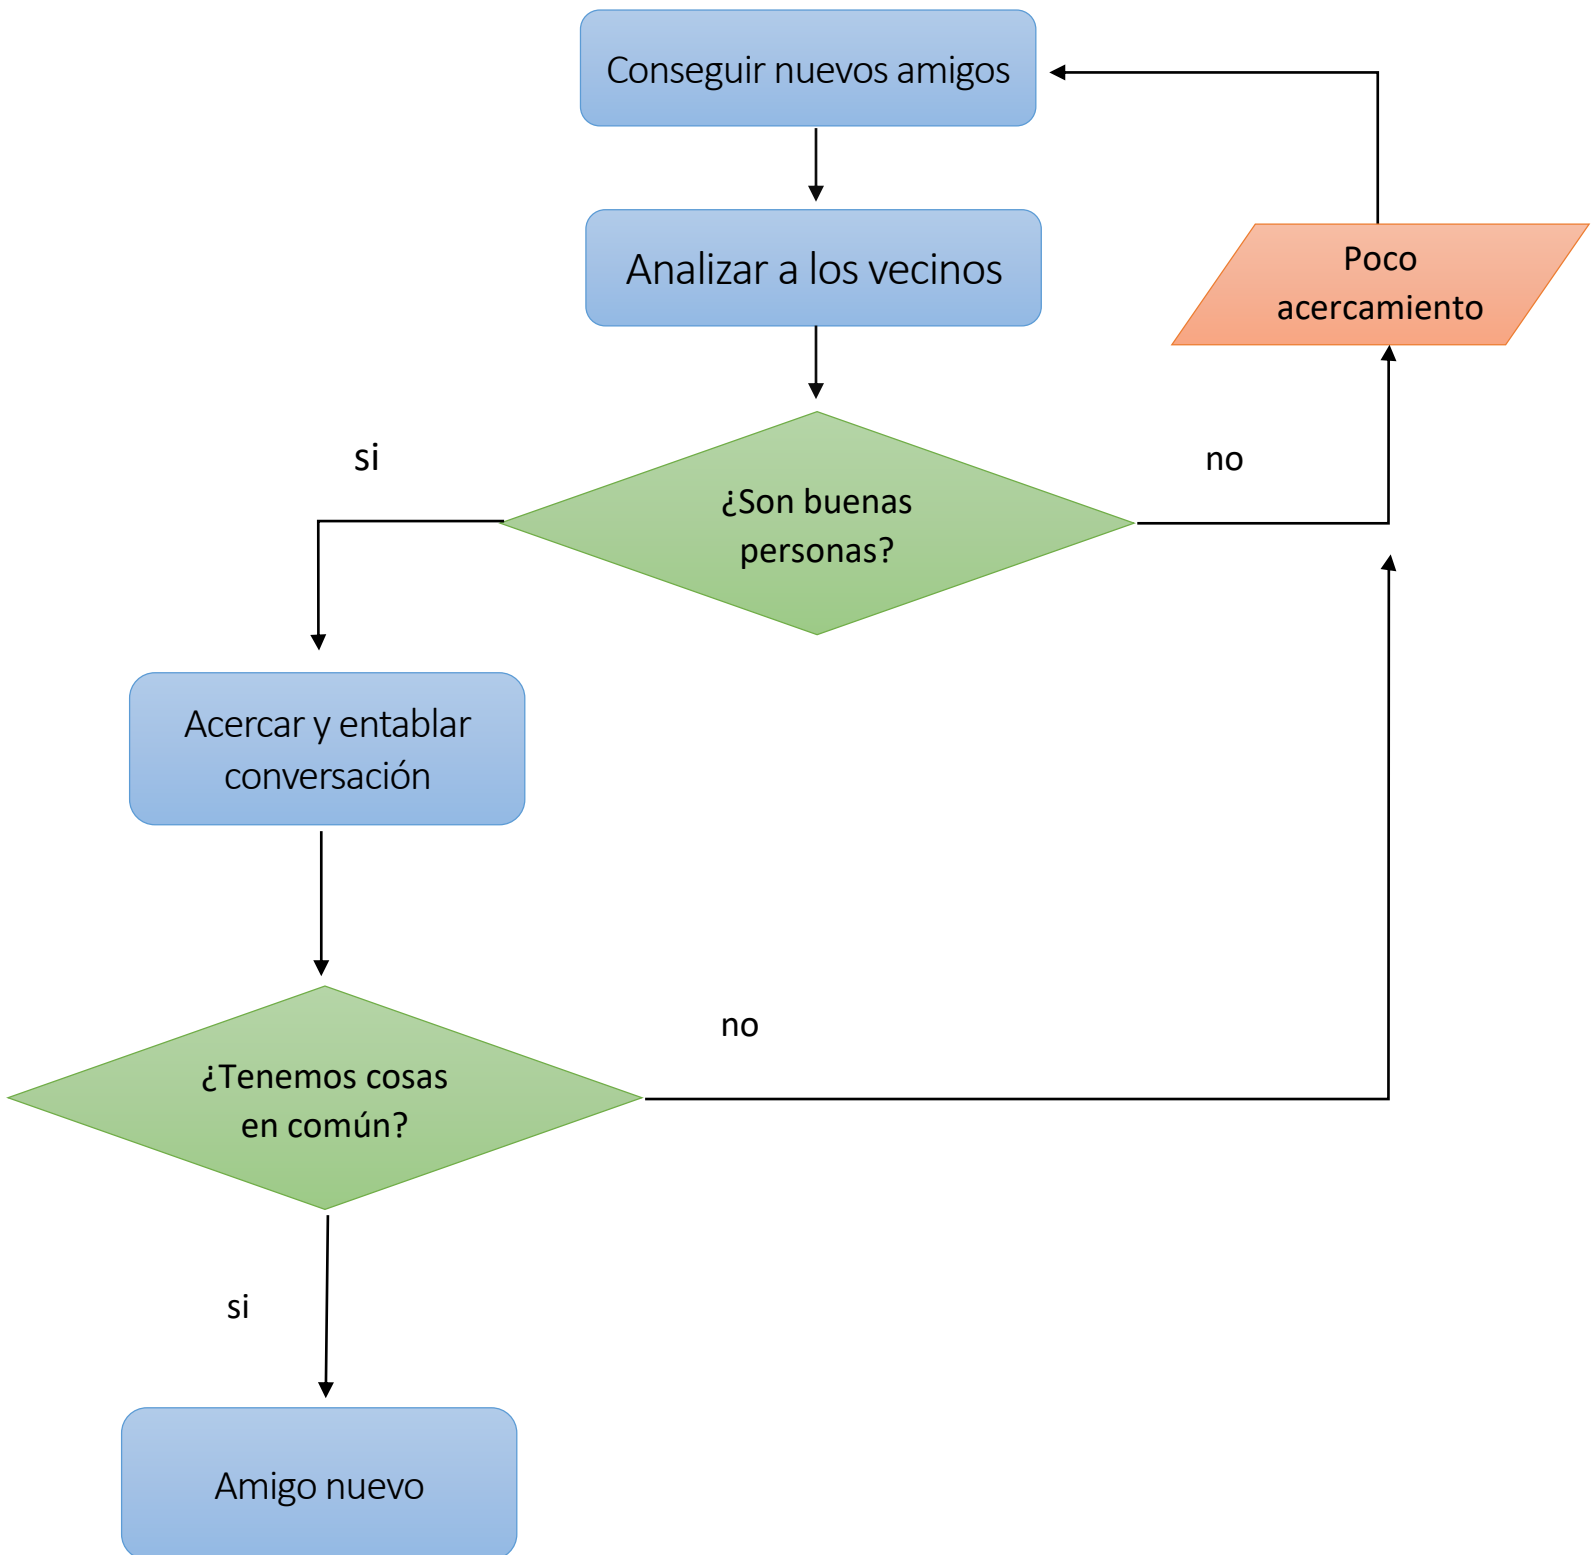 Conseguir nuevos amigos
Analizar a los vecinos
Poco
acercamiento
si
no
¿Son buenas
personas?
Acercar y entablar
conversación
no
¿Tenemos cosas
en común?
si
Amigo nuevo